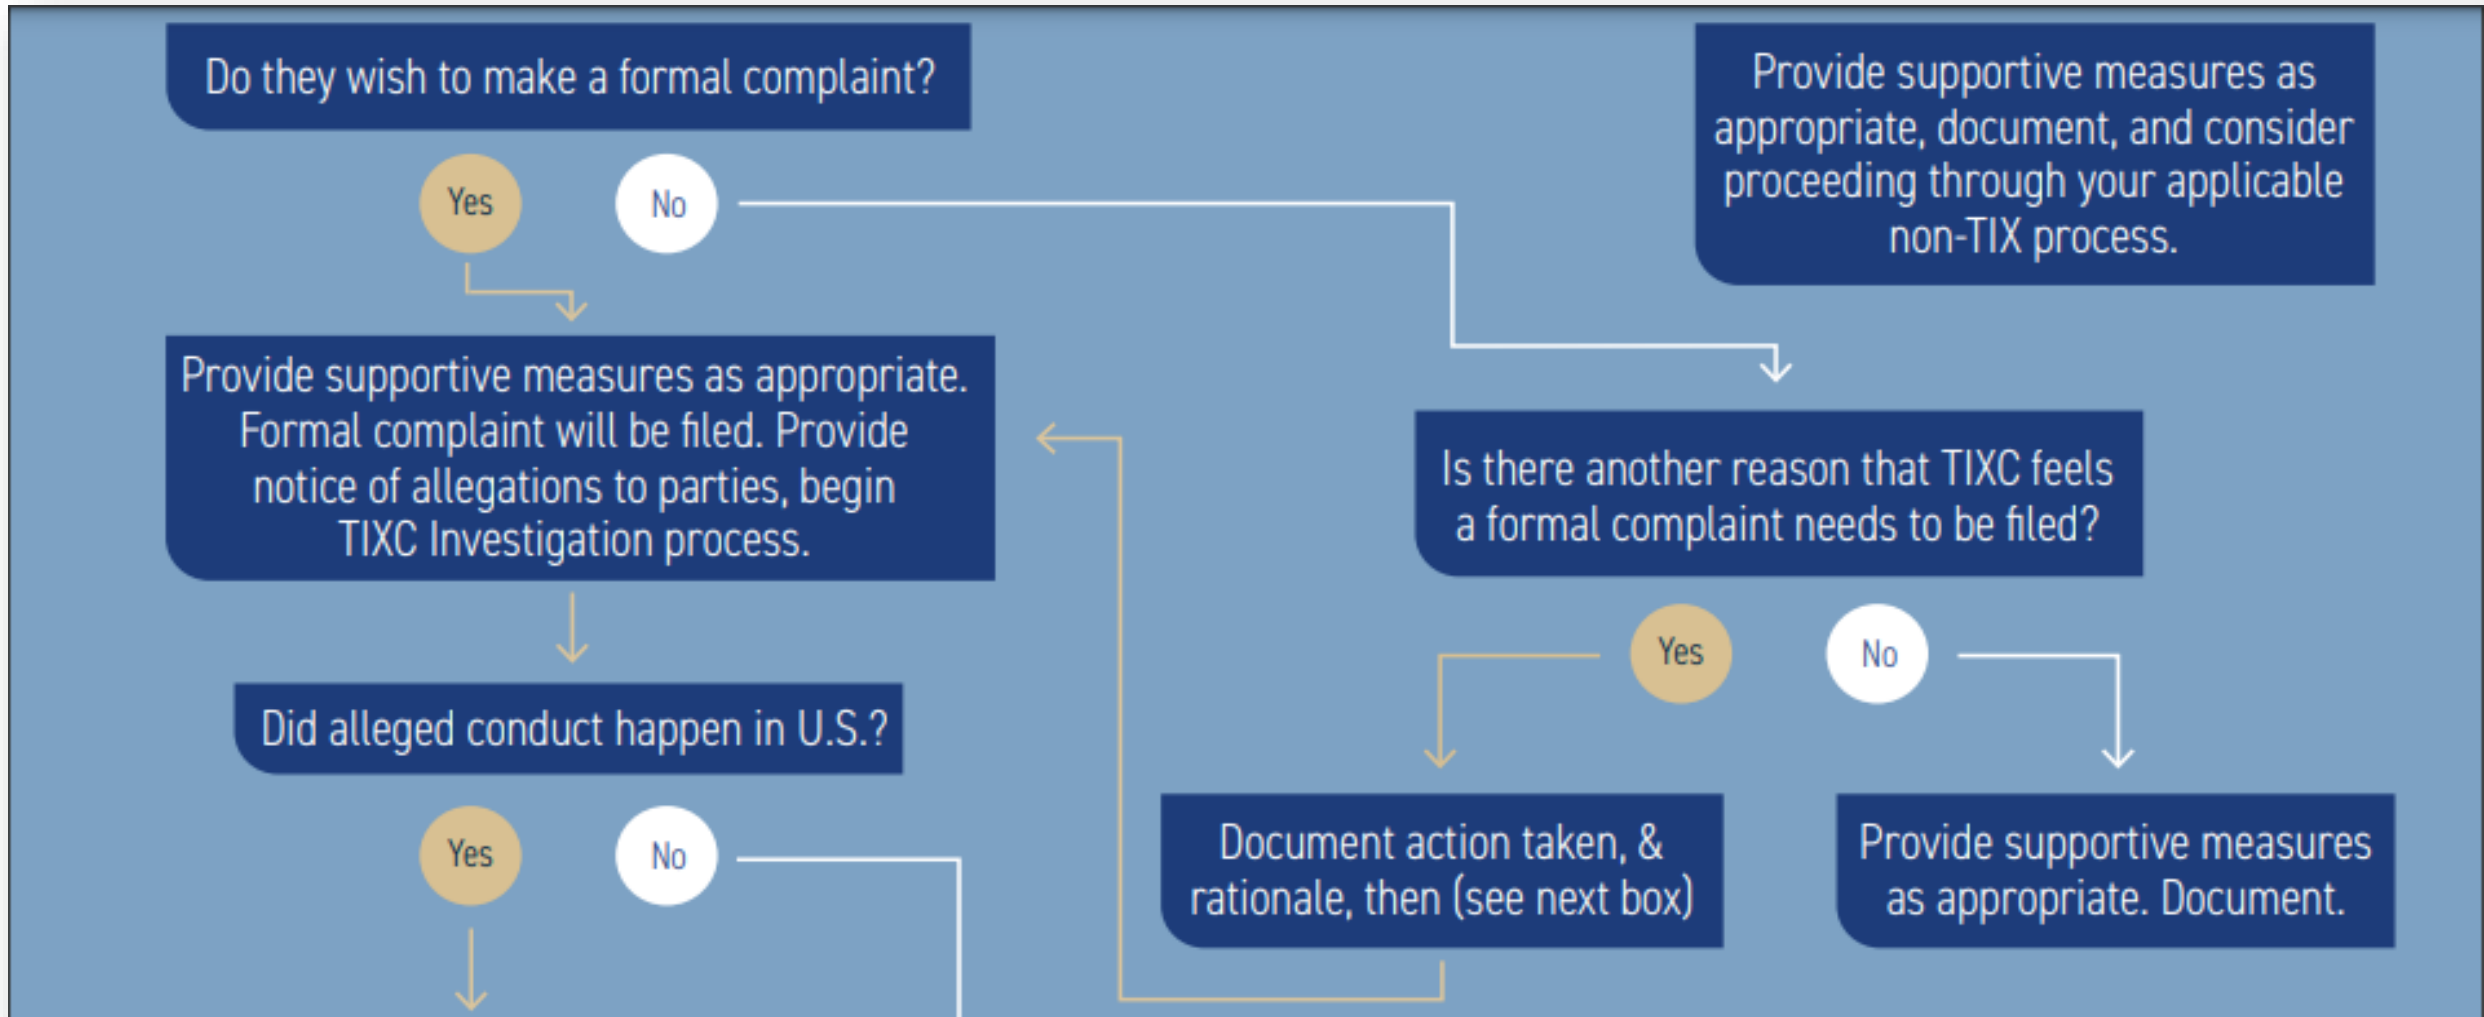 Do they wish to make a formal complaint?
Yes
No
Provide supportive measures as
appropriate, document, and consider
proceeding through your applicable
non-TIX process.
Provide supportive measures as appropriate.
Formal complaint will be filed. Provide
notice of allegations to parties, begin
TIXC Investigation process.
Is there another reason that TIXC feels
a formal complaint needs to be filed?
Yes
No
Did alleged conduct happen in U.S.?
Yes
No
Document action taken, &
rationale, then (see next box)
Provide supportive measures
as appropriate. Document.